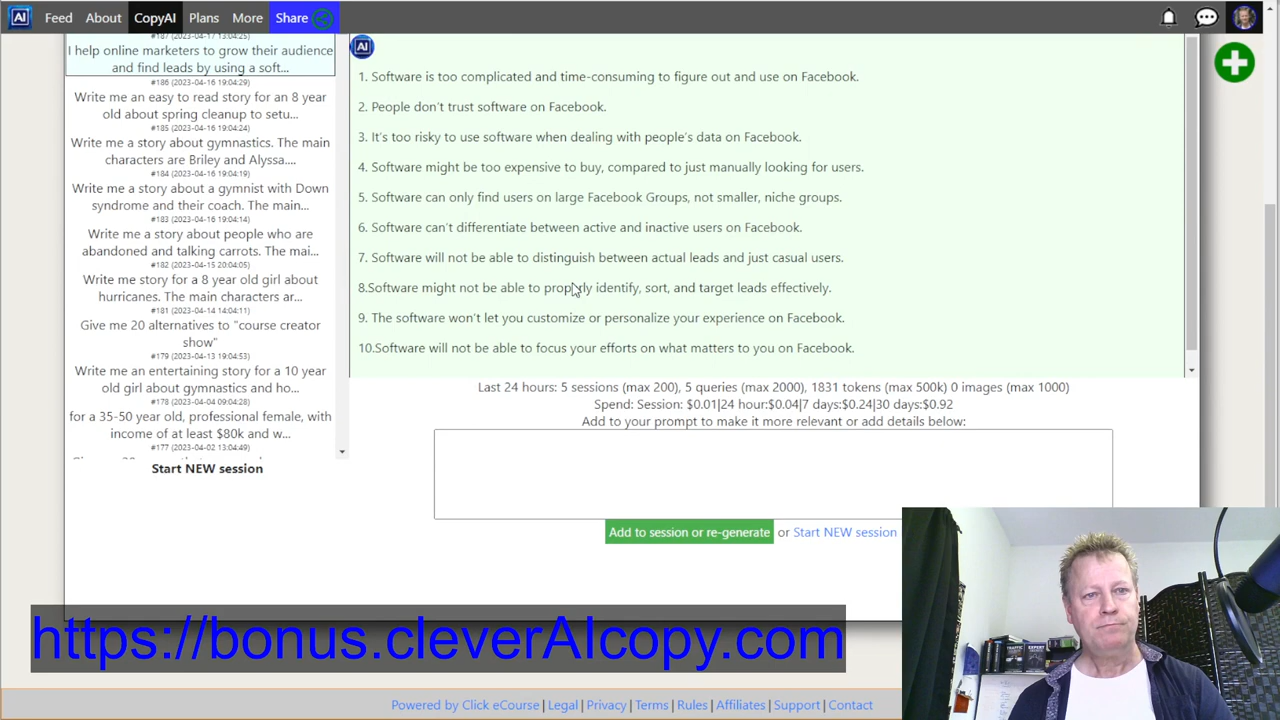 AI Feed About CopyAI Plans More Share
#187 (2023-04-17 13:04:25)
I help online marketers to grow their audience
and find leads by using a soft...
#186 (2023-04-16 19:04:29)
Write me an easy to read story for an 8 year
old about spring cleanup to setu...
#185 (2023-04-16 19:04:24)
Write me a story about gymnastics. The main
characters are Briley and Alyssa....
#184 (2023-04-16 19:04:19)
Write me a story about a gymnist with Down
syndrome and their coach. The main...
#183 (2023-04-16 19:04:14)
Write me a story about people who are
abandoned and talking carrots. The mai...
#182 (2023-04-15 20:04:05)
Write me story for a 8 year old girl about
hurricanes. The main characters ar...
#181 (2023-04-14 14:04:11)
Give me 20 alternatives to "course creator
show"
#179 (2023-04-13 19:04:53)
Write me an entertaining story for a 10 year
old girl about gymnastics and ho...
#178 (2023-04-04 09:04:28)
for a 35-50 year old, professional female, with
income of at least $80k and w...
#177 (2023-04-02 13:04:49)
Start NEW session
AI
1. Software is too complicated and time-consuming to figure out and use on Facebook.
2. People don't trust software on Facebook.
3. It's too risky to use software when dealing with people's data on Facebook.
4. Software might be too expensive to buy, compared to just manually looking for users.
5. Software can only find users on large Facebook Groups, not smaller, niche groups.
6. Software can't differentiate between active and inactive users on Facebook.
7. Software will not be able to distinguish between actual leads and just casual users.
8.Software might not be able to properly identify, sort, and target leads effectively.
9. The software won't let you customize or personalize your experience on Facebook.
10.Software will not be able to focus your efforts on what matters to you on Facebook.
Last 24 hours: 5 sessions (max 200), 5 queries (max 2000), 1831 tokens (max 500k) 0 images (max 1000)
Spend: Session: $0.01|24 hour:$0.04|7 days:$0.24|30 days:$0.92
Add to your prompt to make it more relevant or add details below:
Add to session or re-generate or Start NEW session
https://bonus.cleverAIcopy.com
TRAFFIC
EXPERT
Powered by Click eCourse | Legal | Privacy | Terms | Rules | Affiliates | Support | Contact